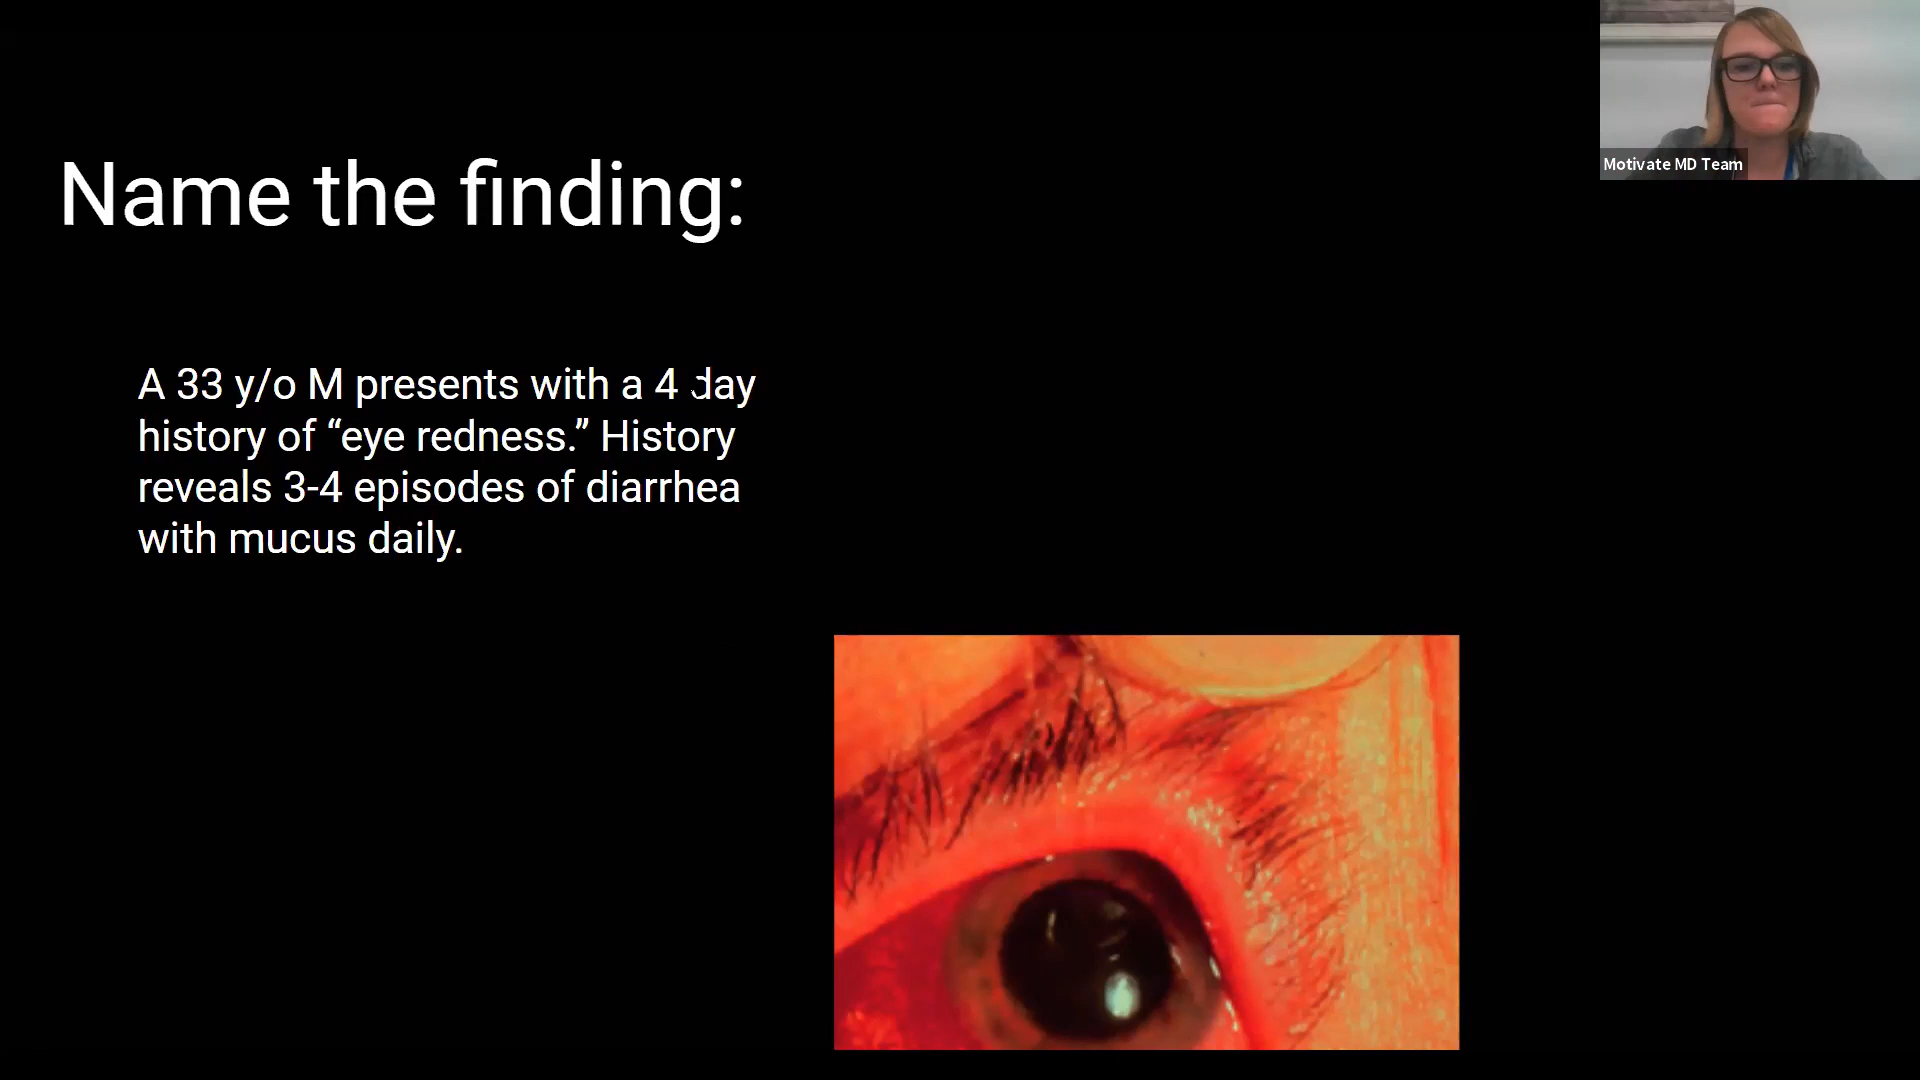 Motivate MD Team
Name the finding:
A 33 y/o M presents with a 4 day
history of “eye redness.” History
reveals 3-4 episodes of diarrhea
with mucus daily.